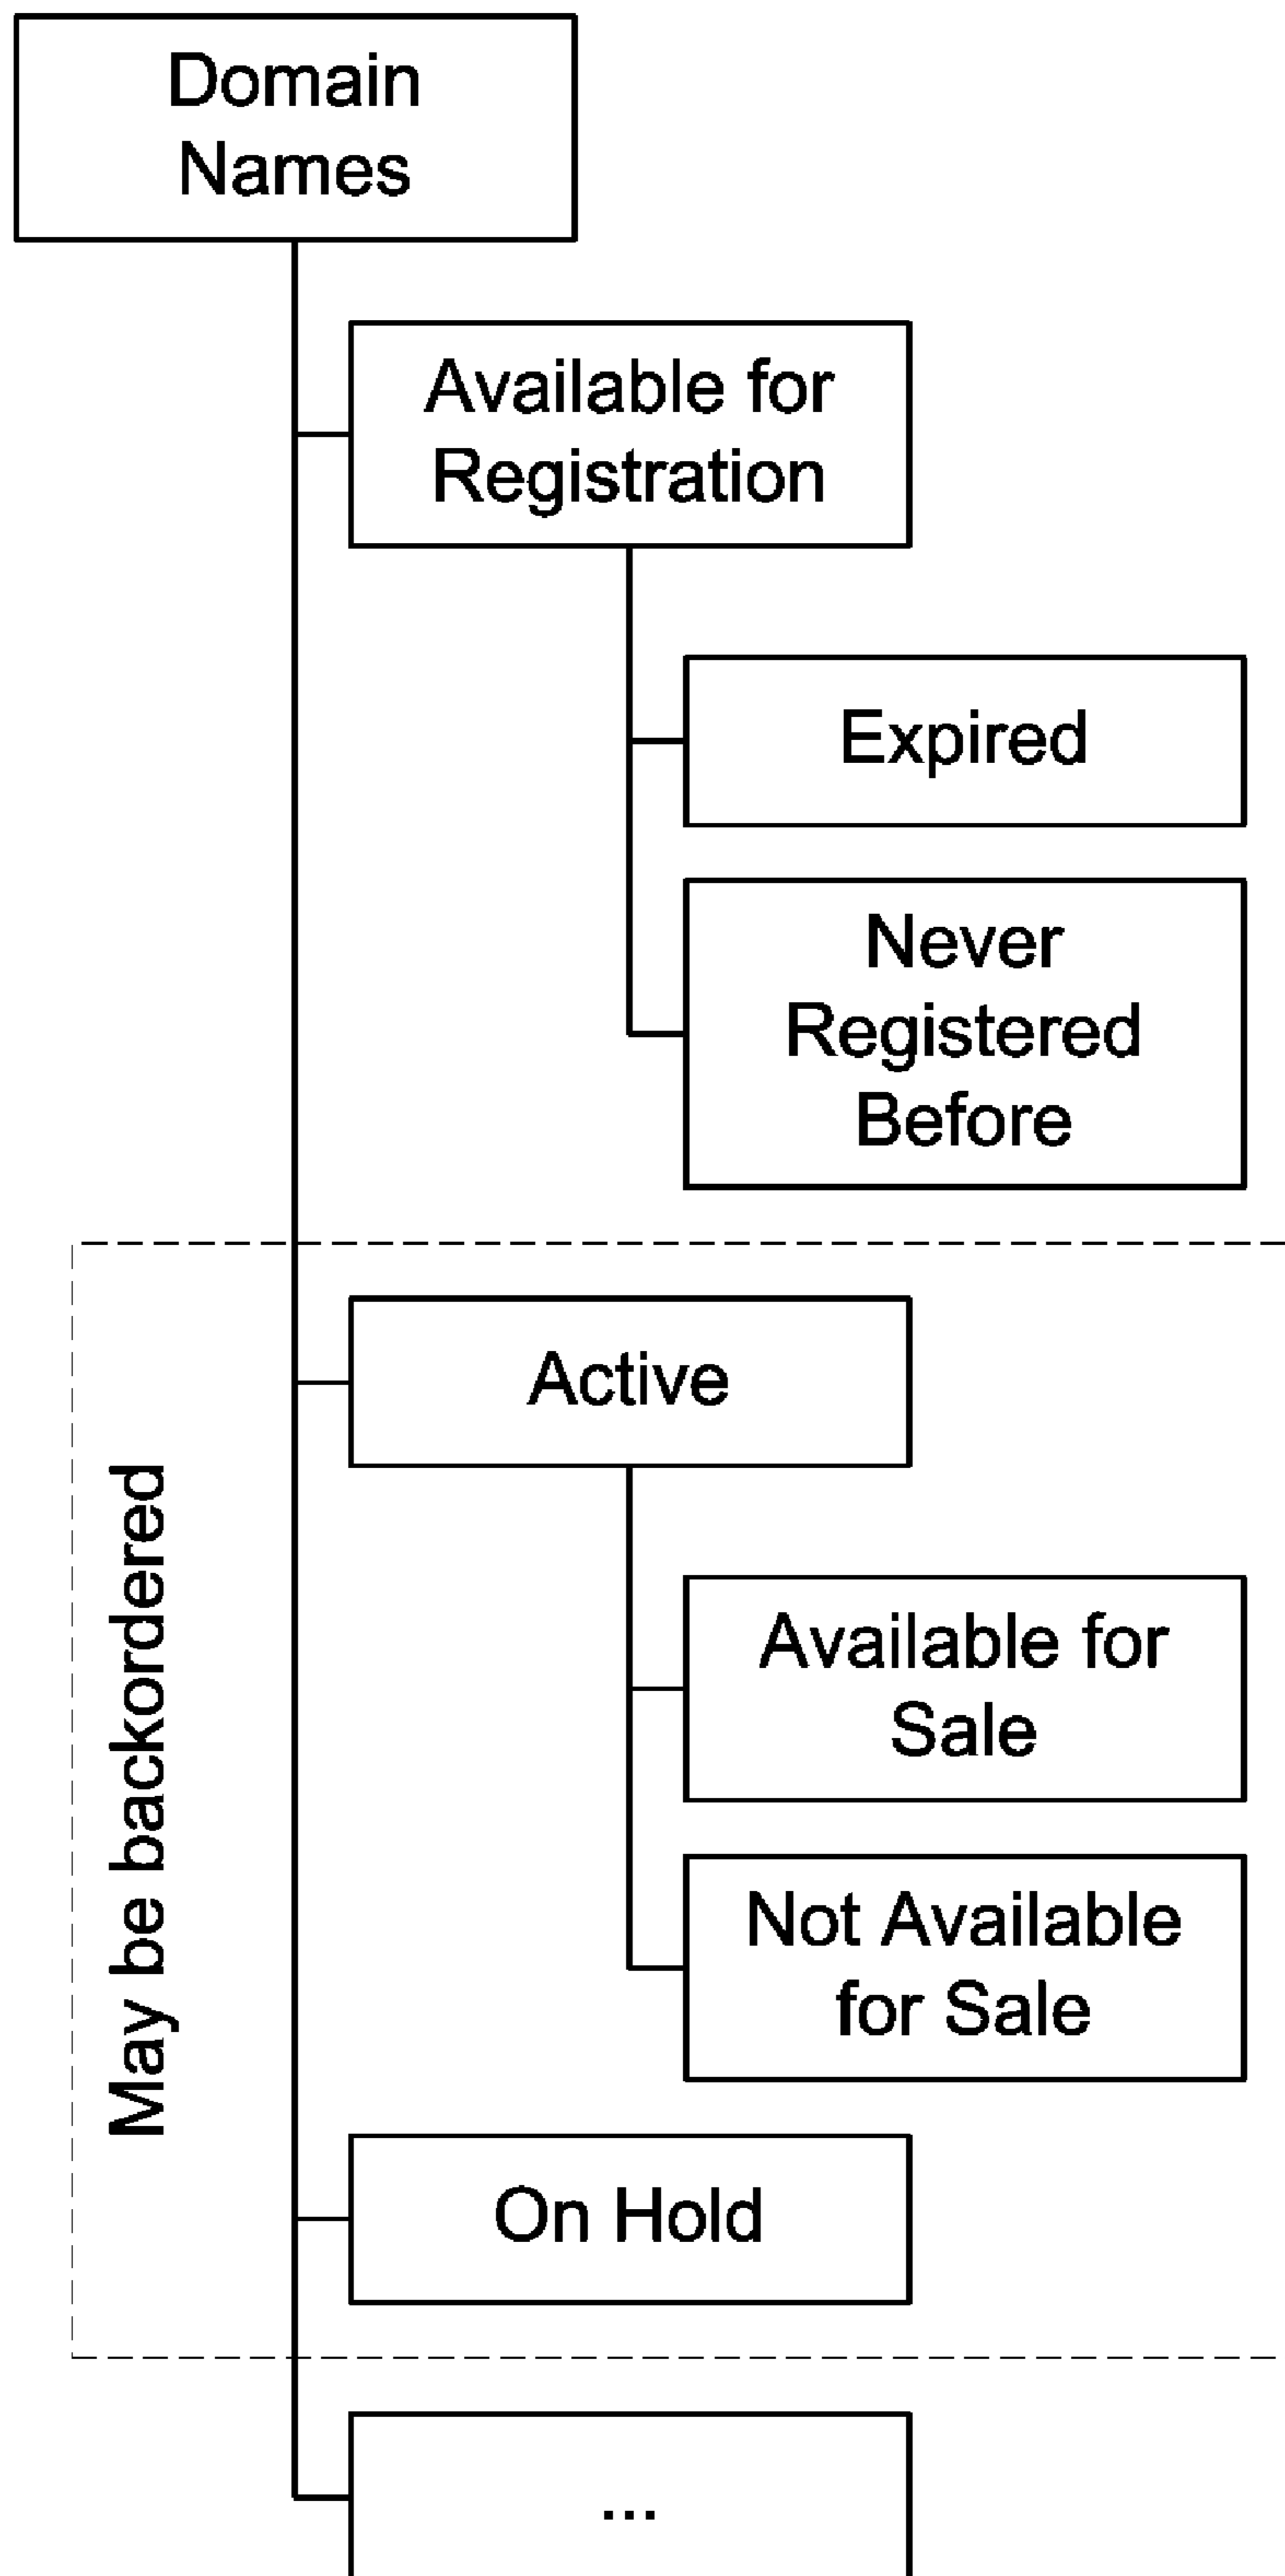 Domain
Names
Available for
Registration
Expired
Never
Registered
Before
May be backordered
Active
Available for
Sale
Not Available
for Sale
On Hold
...